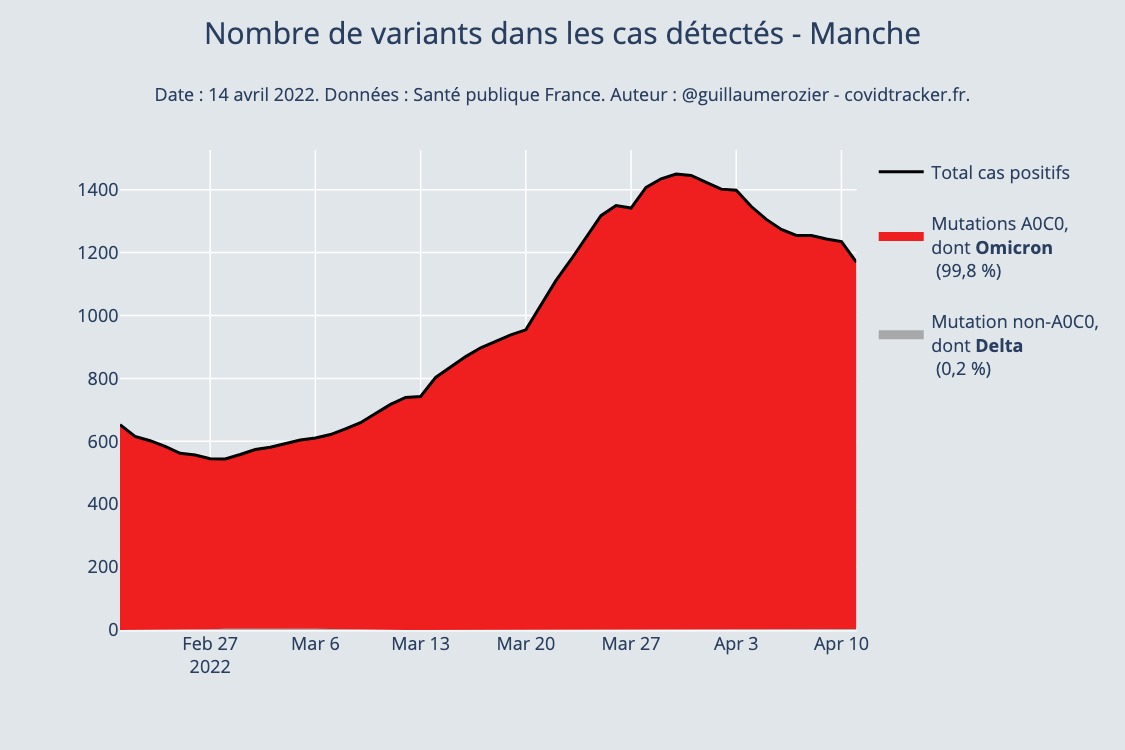 Nombre de variants dans les cas détectés - Manche
Date : 14 avril 2022. Données : Santé publique France. Auteur : @guillaumerozier - covidtracker.fr.
1400
1200
1000
800
600
400
200
0
Feb 27
2022
Mar 6
Mar 13
Mar 20
Mar 27
Apr 3
Apr 10
Total cas positifs
Mutations A0C0,
dont Omicron
(99,8 %)
Mutation non-A0C0,
dont Delta
(0,2 %)